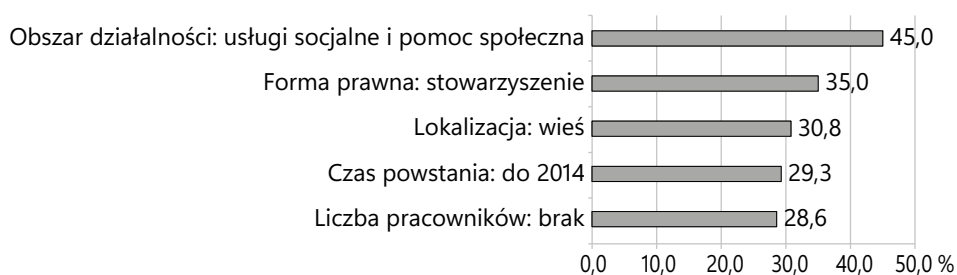 Obszar działalności: usługi socjalne i pomoc społeczna 45,0
Forma prawna: stowarzyszenie 35,0
Lokalizacja: wieś 30,8
Czas powstania: do 2014 29,3
Liczba pracowników: brak 28,6
0,0 10,0 20,0 30,0 40,0 50,0 %